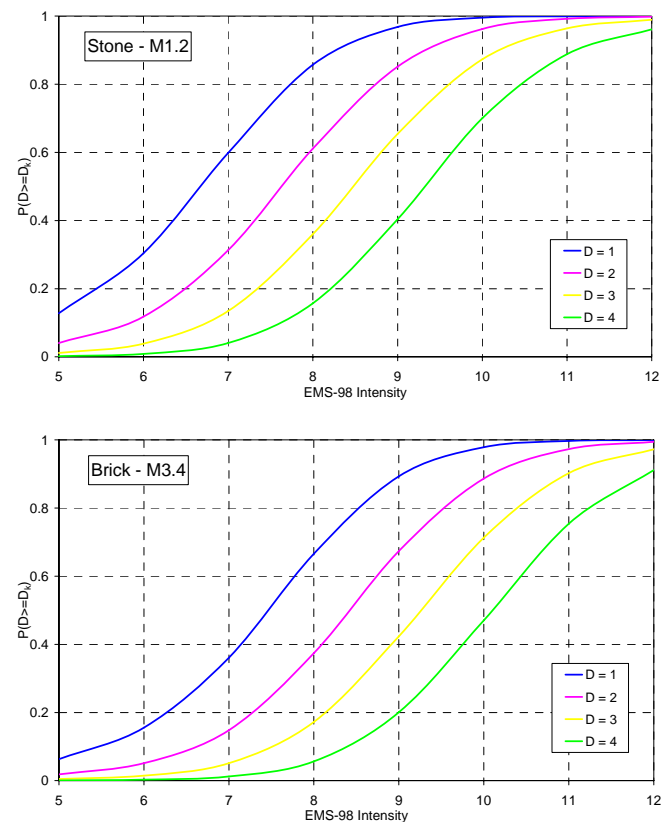 Stone - M1.2
P(D>=Dk)
1
0.8
0.6
0.4
0.2
0
5 6 7 8 9 10 11 12
EMS-98 Intensity
D = 1
D = 2
D = 3
D = 4
Brick - M3.4
P(D>=Dk)
1
0.8
0.6
0.4
0.2
0
5 6 7 8 9 10 11 12
EMS-98 Intensity
D = 1
D = 2
D = 3
D = 4